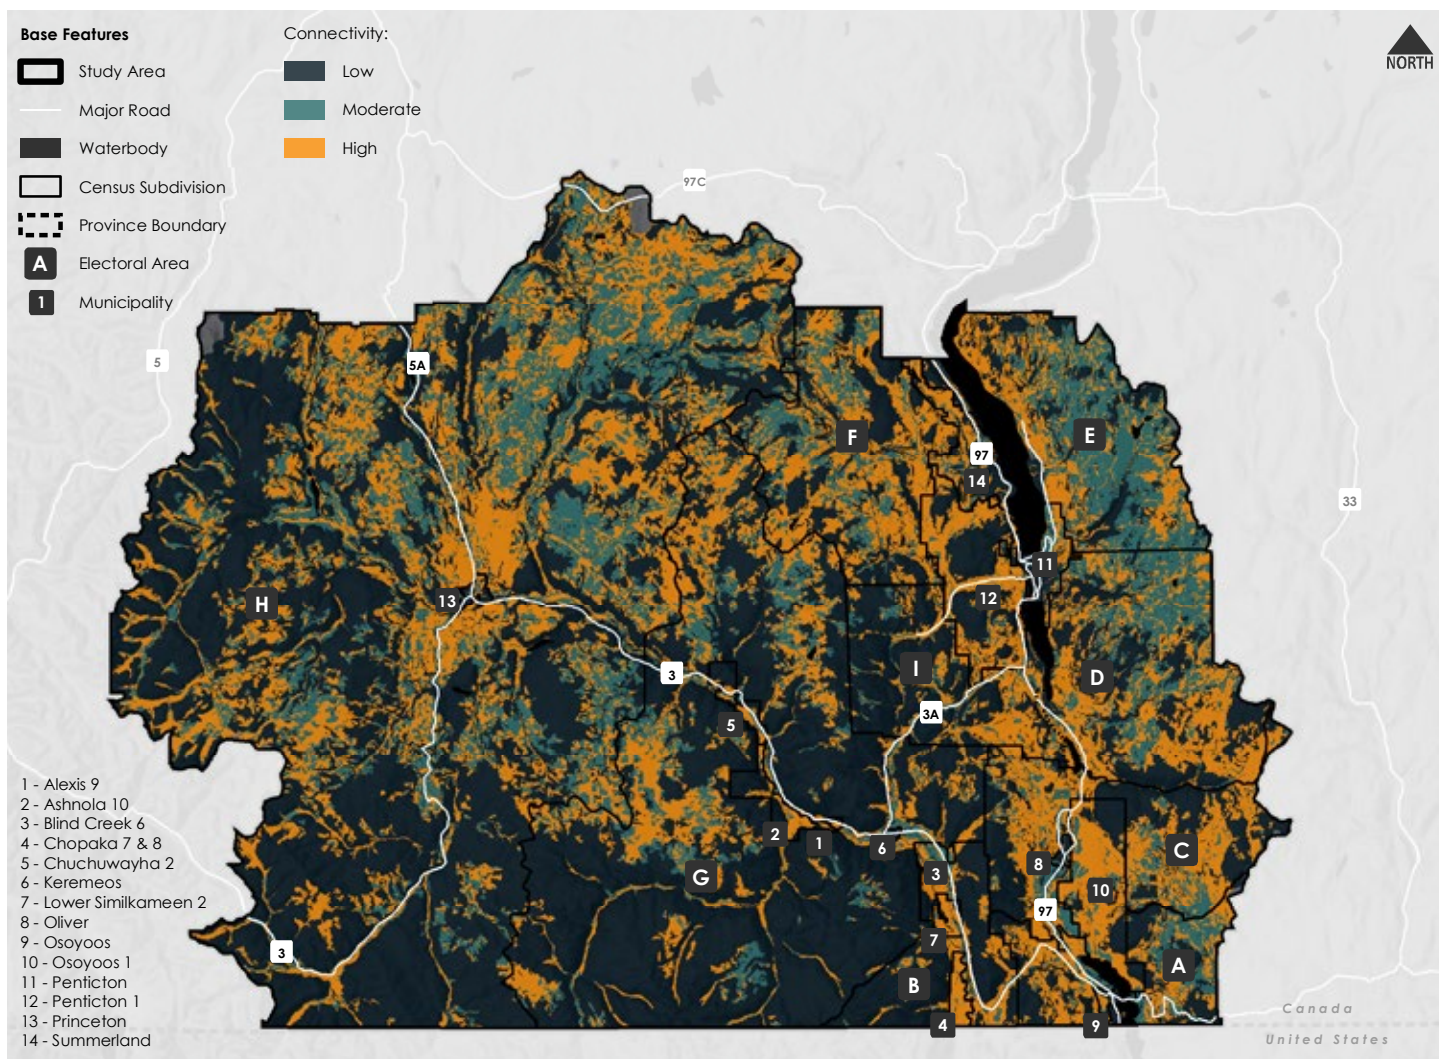 Base Features
Study Area
Major Road
Waterbody
Census Subdivision
Province Boundary
A Electoral Area
1 Municipality
Connectivity:
Low
Moderate
High
NORTH
97C
5
5A
F
E
97
14
33
11
H
13
12
3
I
D
3A
5
1 - Alexis 9
2 - Ashnola 10
3 - Blind Creek 6
4 - Chopaka 7 & 8
5 - Chuchuwayha 2
6 - Keremeos
7 - Lower Similkameen 2
8 - Oliver
9 - Osoyoos
10 - Osoyoos 1
11 - Penticton
12 - Penticton 1
13 - Princeton
14 - Summerland
2
1
6
C
8
G
3
10
97
7
3
A
B
4
9
Canada
United States